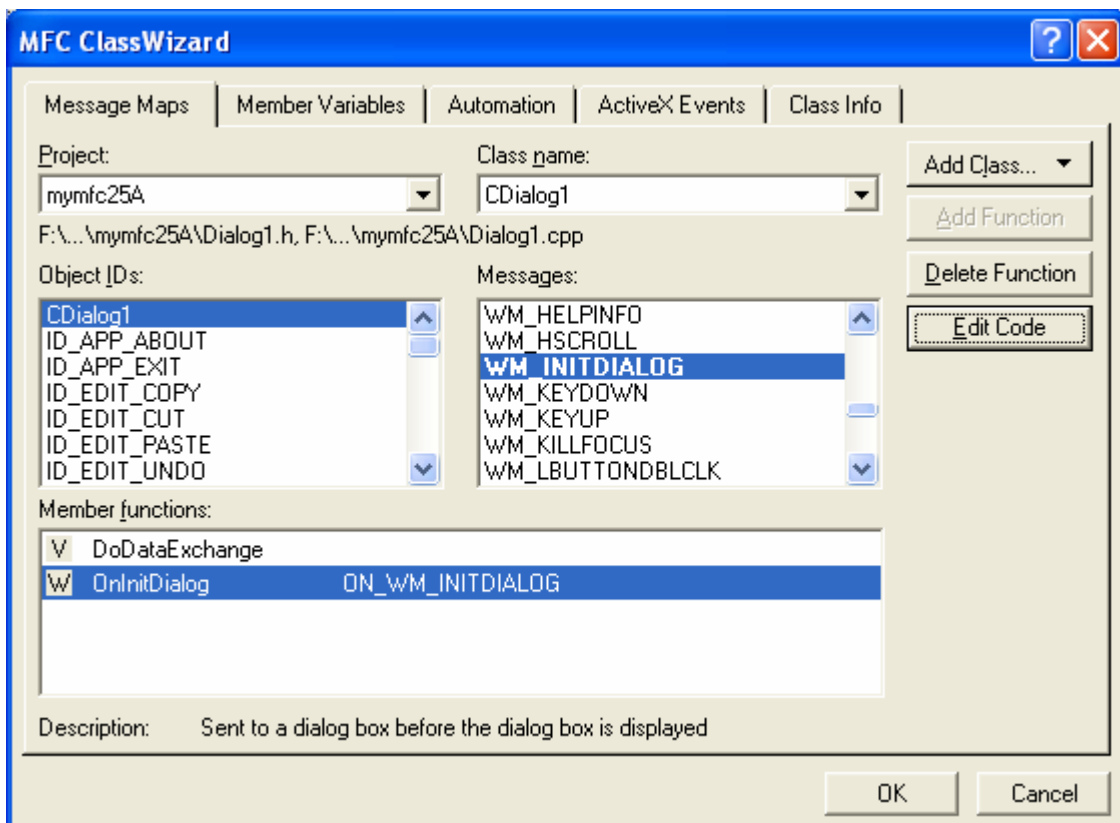 MFC ClassWizard
Message Maps Member Variables Automation ActiveX Events Class Info
Project: Class name:
mymfc25A CDialog1
Add Class...
Add Function
F:\...\mymfc25A\Dialog1.h, F:\...\mymfc25A\Dialog1.cpp
Object IDs: Messages:
Delete Function
Edit Code
CDialog1
ID_APP_ABOUT
ID_APP_EXIT
ID_EDIT_COPY
ID_EDIT_CUT
ID_EDIT_PASTE
ID_EDIT_UNDO
WM_HELPINFO
WM_HSCROLL
WM_INITDIALOG
WM_KEYDOWN
WM_KEYUP
WM_KILLFOCUS
WM_LBUTTONDBLCLK
Member functions:
V DoDataExchange
W OnInitDialog ON_WM_INITDIALOG
Description: Sent to a dialog box before the dialog box is displayed
OK Cancel